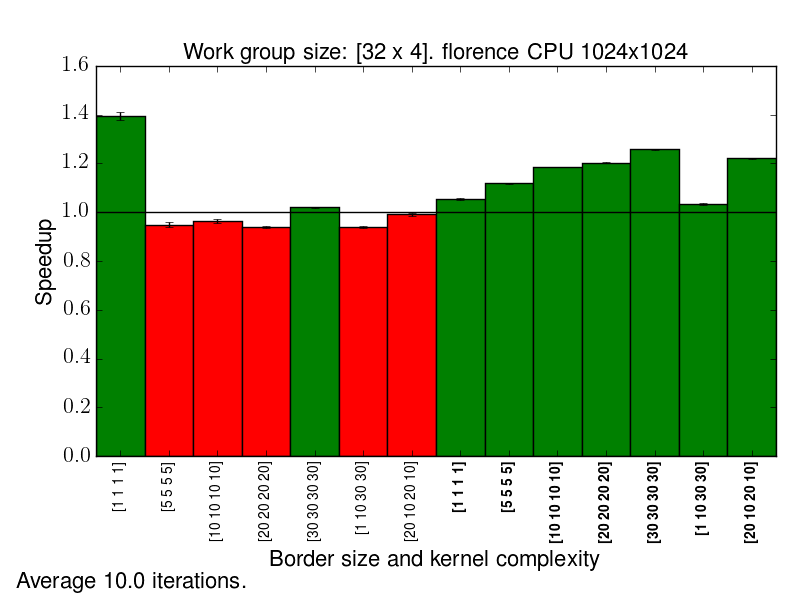 Work group size: [32 x 4]. florence CPU 1024x1024
1.6
1.4
1.2
1.0
0.8
0.6
0.4
0.2
0.0
Speedup
[1 1 1 1]
[5 5 5 5]
[10 10 10 10]
[20 20 20 20]
[30 30 30 30]
[1 10 30 30]
[20 10 20 10]
[1 1 1 1]
[5 5 5 5]
[10 10 10 10]
[20 20 20 20]
[30 30 30 30]
[1 10 30 30]
[20 10 20 10]
Border size and kernel complexity
Average 10.0 iterations.